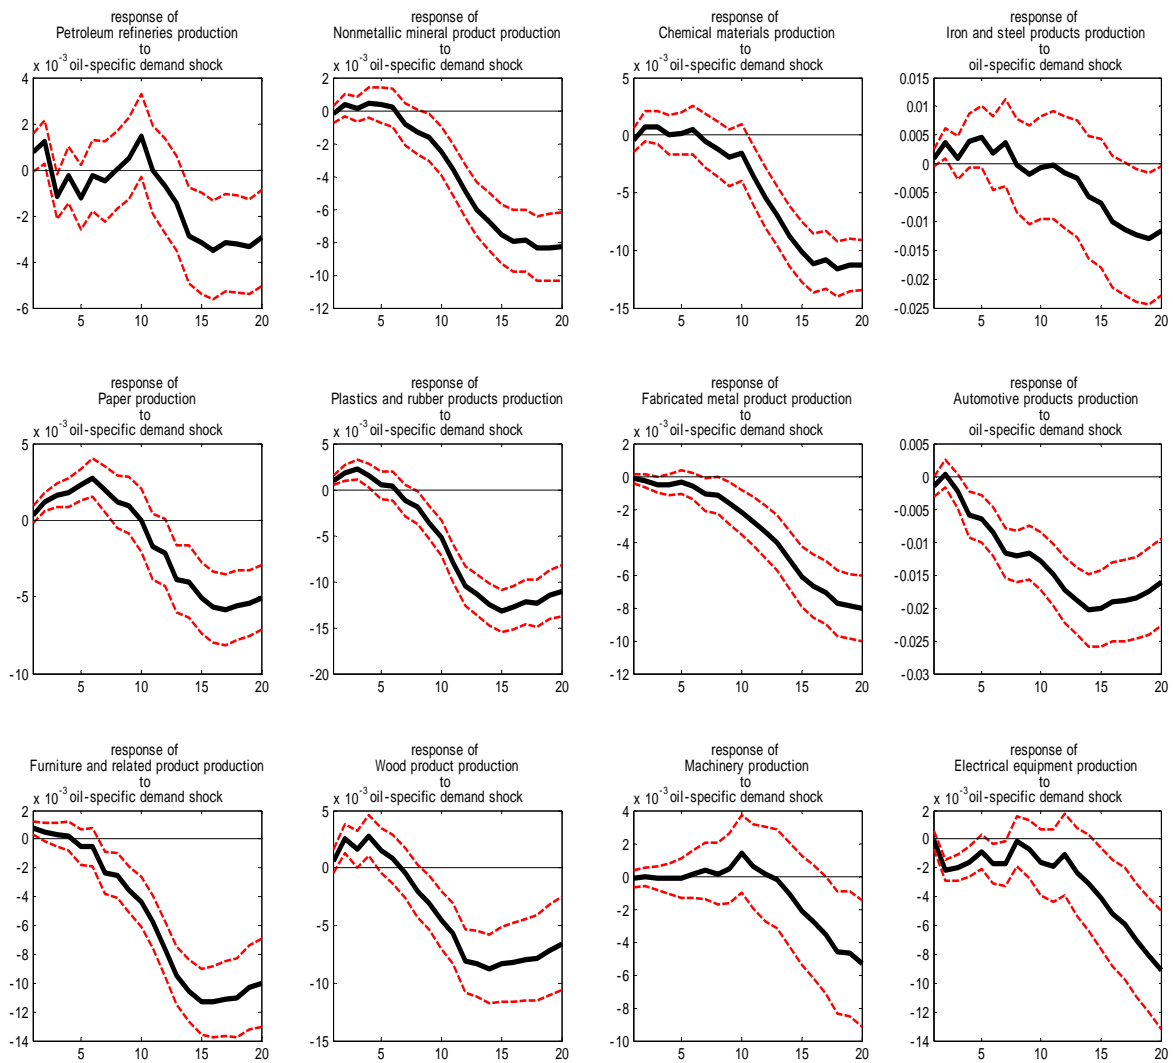 response of
Petroleum refineries production
to
x 10-3 oil-specific demand shock
4
2
0
-2
-4
-6
5 10 15 20
response of
Nonmetallic mineral product production
to
x 10-3 oil-specific demand shock
2
0
-2
-4
-6
-8
-10
-12
5 10 15 20
response of
Chemical materials production
to
x 10-3 oil-specific demand shock
5
0
-5
-10
-15
5 10 15 20
response of
Iron and steel products production
to
oil-specific demand shock
0.015
0.01
0.005
0
-0.005
-0.01
-0.015
-0.02
-0.025
5 10 15 20
response of
Paper production
to
x 10-3 oil-specific demand shock
5
0
-5
-10
5 10 15 20
response of
Plastics and rubber products production
to
x 10-3 oil-specific demand shock
5
0
-5
-10
-15
-20
5 10 15 20
response of
Fabricated metal product production
to
x 10-3 oil-specific demand shock
2
0
-2
-4
-6
-8
-10
-12
5 10 15 20
response of
Automotive products production
to
oil-specific demand shock
0.005
0
-0.005
-0.01
-0.015
-0.02
-0.025
-0.03
5 10 15 20
response of
Furniture and related product production
to
x 10-3 oil-specific demand shock
2
0
-2
-4
-6
-8
-10
-12
-14
5 10 15 20
response of
Wood product production
to
x 10-3 oil-specific demand shock
5
0
-5
-10
-15
5 10 15 20
response of
Machinery production
to
x 10-3 oil-specific demand shock
4
2
0
-2
-4
-6
-8
-10
5 10 15 20
response of
Electrical equipment production
to
x 10-3 oil-specific demand shock
2
0
-2
-4
-6
-8
-10
-12
-14
5 10 15 20